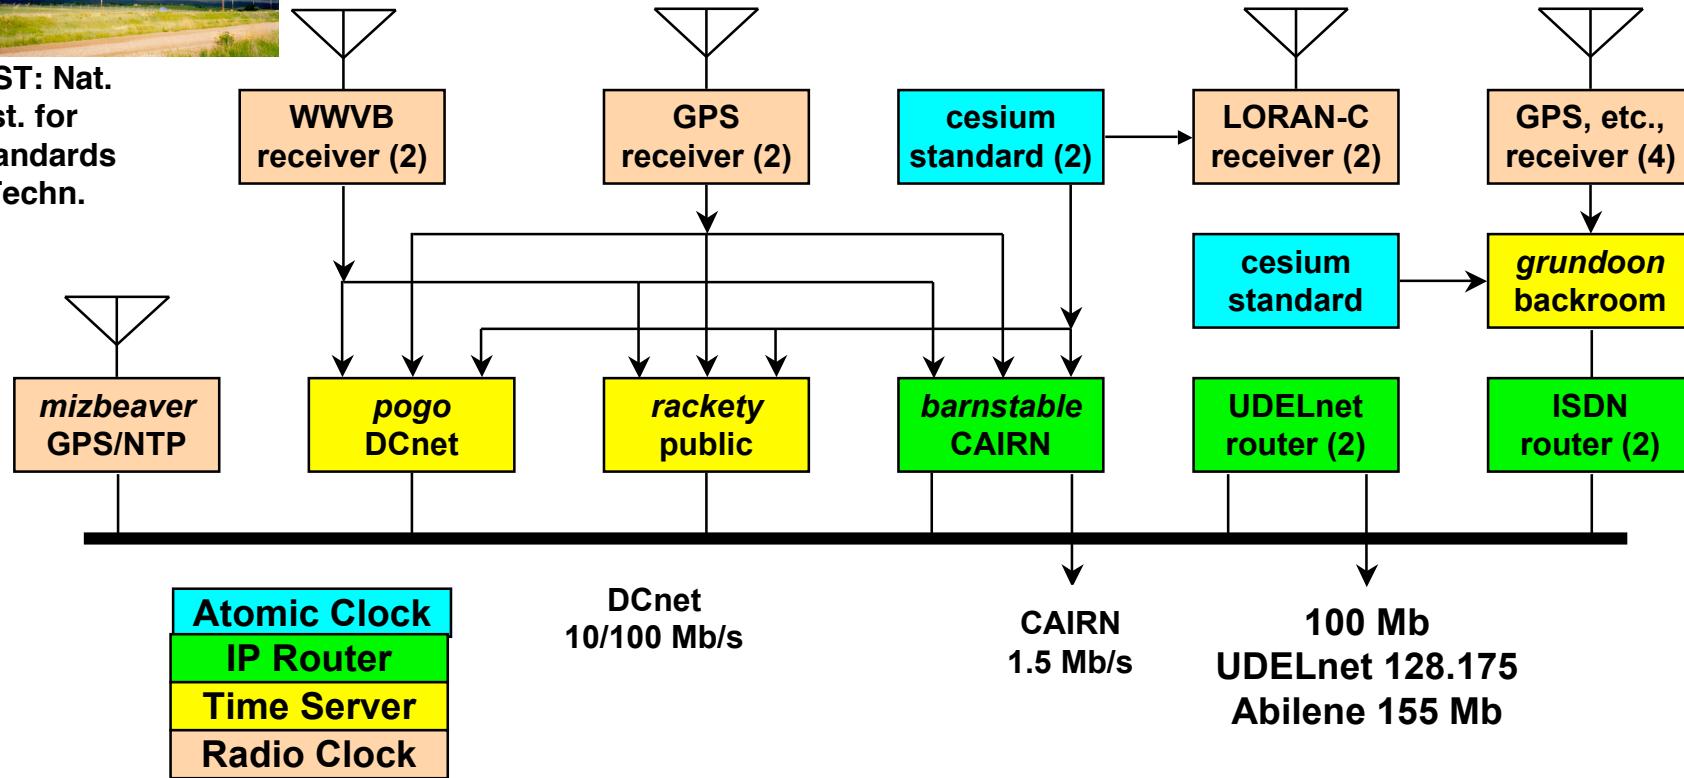 ST: Nat.
st. for
andards
Techn.
WWVB
receiver (2)
GPS
receiver (2)
cesium
standard (2)
LORAN-C
receiver (2)
GPS, etc.,
receiver (4)
cesium
standard
grundoon
backroom
mizbeaver
GPS/NTP
pogo
DCnet
rackety
public
barnstable
CAIRN
UDELnet
router (2)
ISDN
router (2)
Atomic Clock
IP Router
Time Server
Radio Clock
DCnet
10/100 Mb/s
CAIRN
1.5 Mb/s
100 Mb
UDELnet 128.175
Abilene 155 Mb